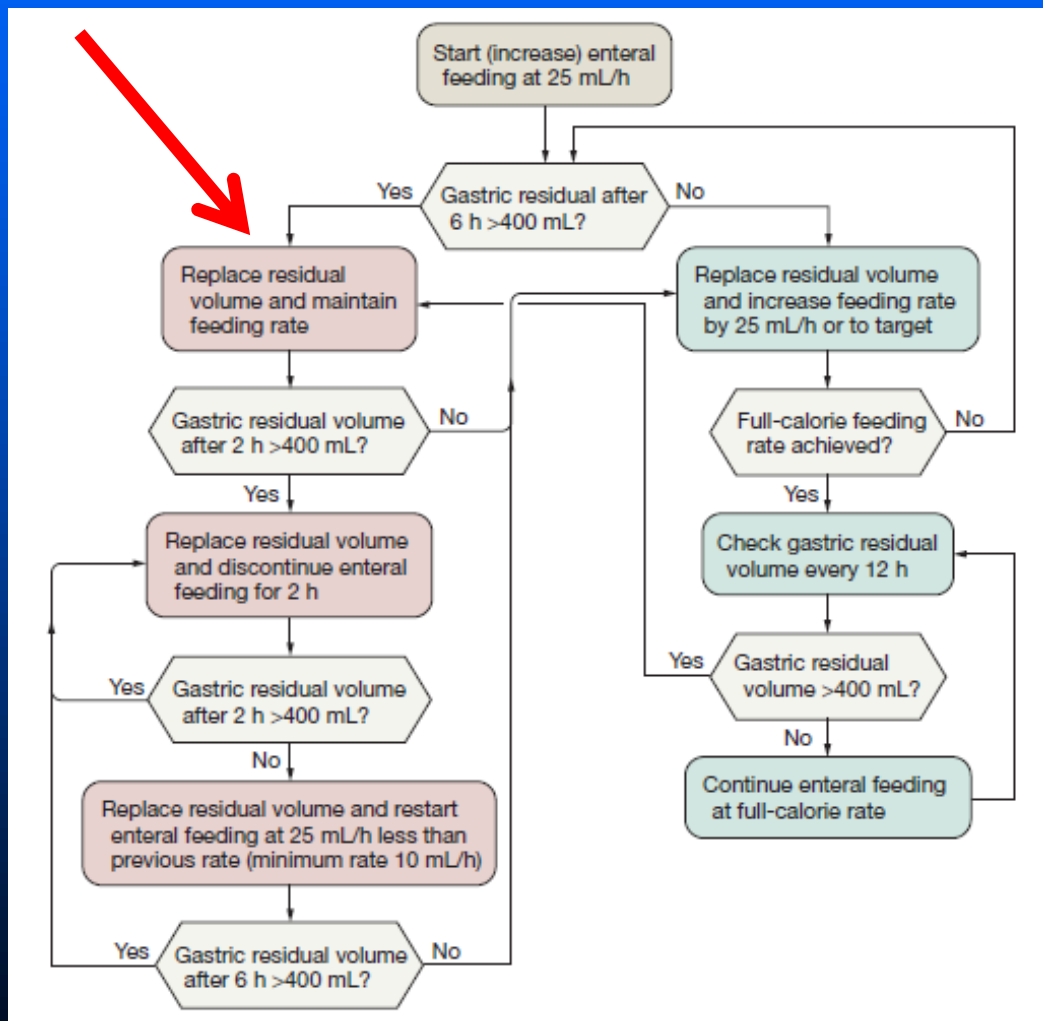 Start (increase) enteral
feeding at 25 mL/h
Yes
Gastric residual after
6 h >400 mL?
No
Replace residual
volume and maintain
feeding rate
Replace residual volume
and increase feeding rate
by 25 mL/h or to target
Gastric residual volume
after 2 h >400 mL?
No
Full-calorie feeding
rate achieved?
No
Yes
Yes
Replace residual volume
and discontinue enteral
feeding for 2 h
Check gastric residual
volume every 12 h
Yes
Gastric residual volume
after 2 h >400 mL?
Yes
Gastric residual
volume >400 mL?
No
No
Replace residual volume and restart
enteral feeding at 25 mL/h less than
previous rate (minimum rate 10 mL/h)
Continue enteral feeding
at full-calorie rate
Yes
Gastric residual volume
after 6 h >400 mL?
No